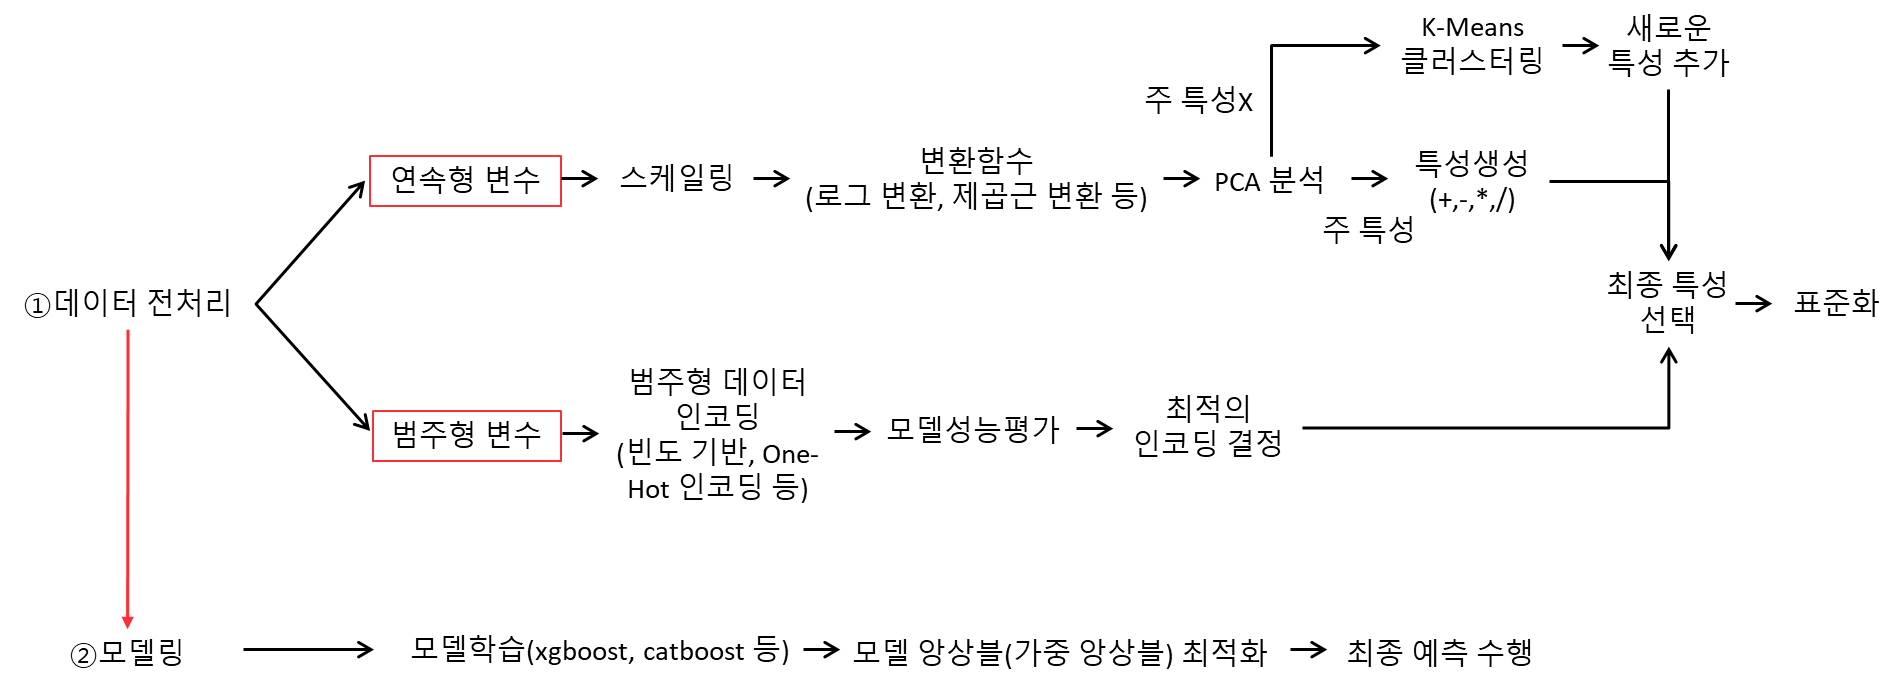 K-Means
클러스터링
새로운
특성 추가
주 특성X
연속형 변수
스케일링
변환함수
(로그 변환, 제곱근 변환 등)
PCA 분석
특성생성
(+,-,*,/)
주 특성
①데이터 전처리
최종 특성
선택
표준화
범주형 변수
범주형 데이터
인코딩
(빈도 기반, One-
Hot 인코딩 등)
모델성능평가
최적의
인코딩 결정
②모델링
모델학습(xgboost, catboost 등)
모델 앙상블(가중 앙상블) 최적화
최종 예측 수행